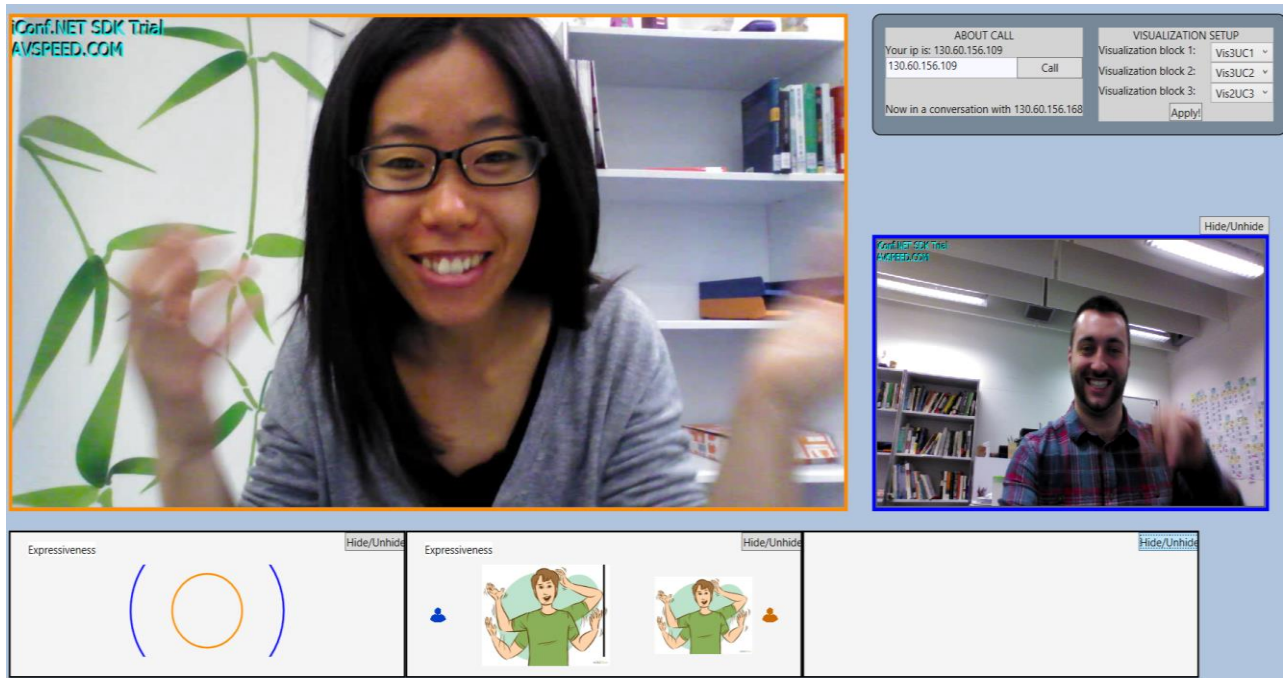 iConf.NET SDK Trial
AVSPEED.COM
ABOUT CALL
Your ip is: 130.60.156.109
130.60.156.109
Call
Now in a conversation with 130.60.156.168
VISUALIZATION SETUP
Visualization block 1: Vis3UC1
Visualization block 2: Vis3UC2
Visualization block 3: Vis2UC3
Apply!
Hide/Unhide
iConf.NET SDK Trial
AVSPEED.COM
Expressiveness
Hide/Unhide
Expressiveness
Hide/Unhide
Hide/Unhide